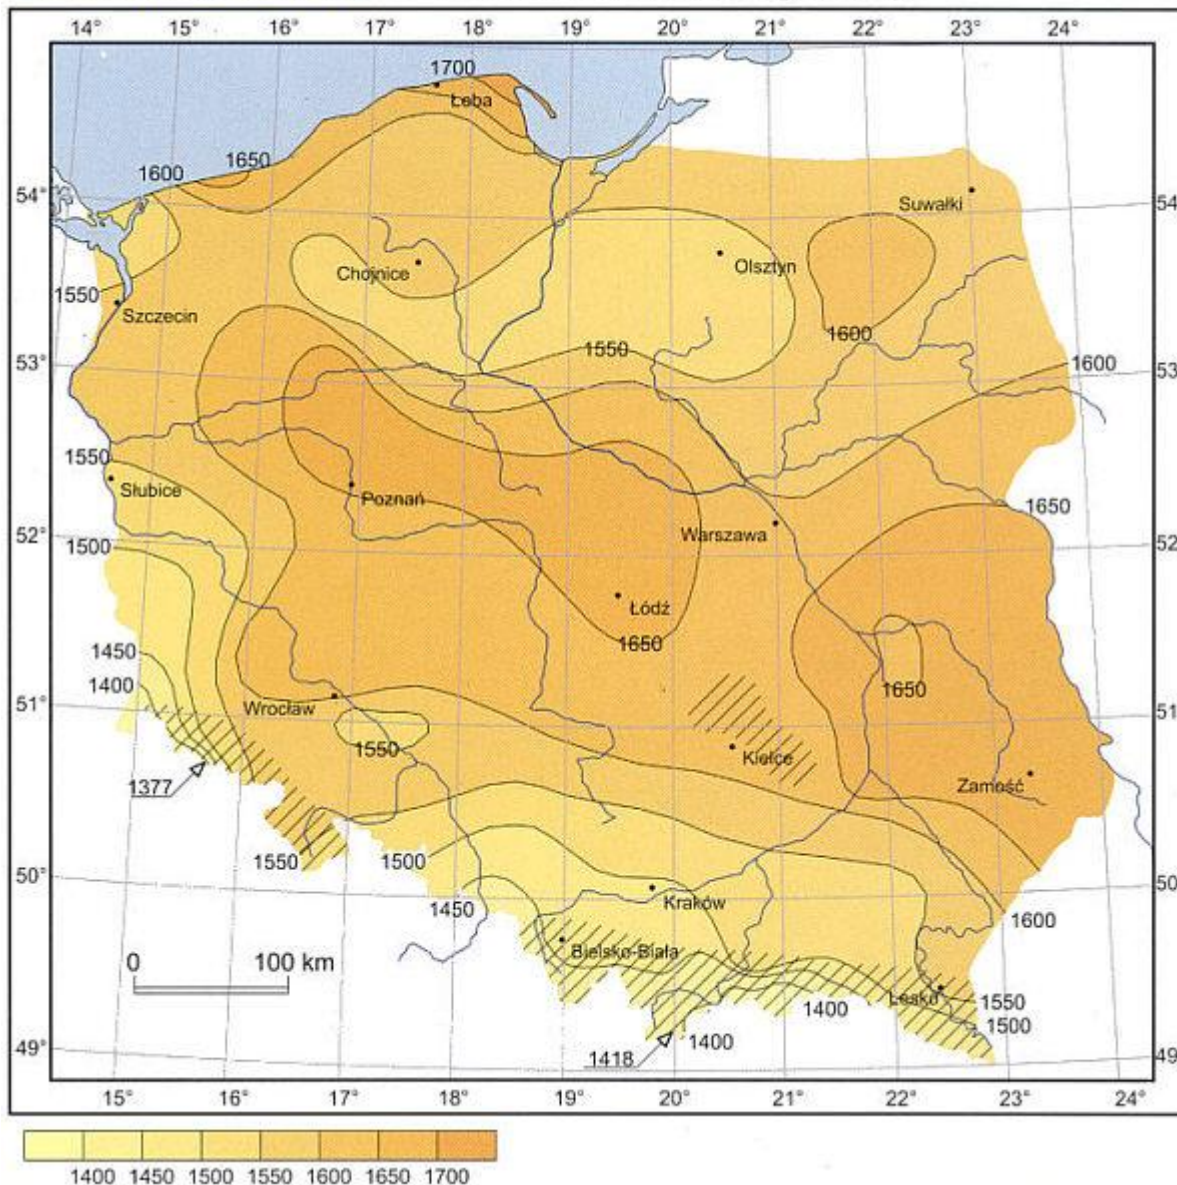 14° 15° 16° 17° 18° 19° 20° 21° 22° 23° 24°
1700
Łeba
1650
1600
54° 54
Suwałki
Olsztyn
Chojnice
1550
Szczecin
1600
1550
53° 1600 53
1550
Słubice
Poznań
1650
Warszawa
52° 52
1500
Łódź
1650
1450
1650
1400
51° 51
Wrocław
1550
Kielce
1377
Zamość
1550
1500
50° 50
1450
Kraków
1600
Bielsko-Biała
0 100 km
Lesko
1550
1400
1500
1400
49° 49
1418
15° 16° 17° 18° 19° 20° 21° 22° 23° 24°
1400 1450 1500 1550 1600 1650 1700